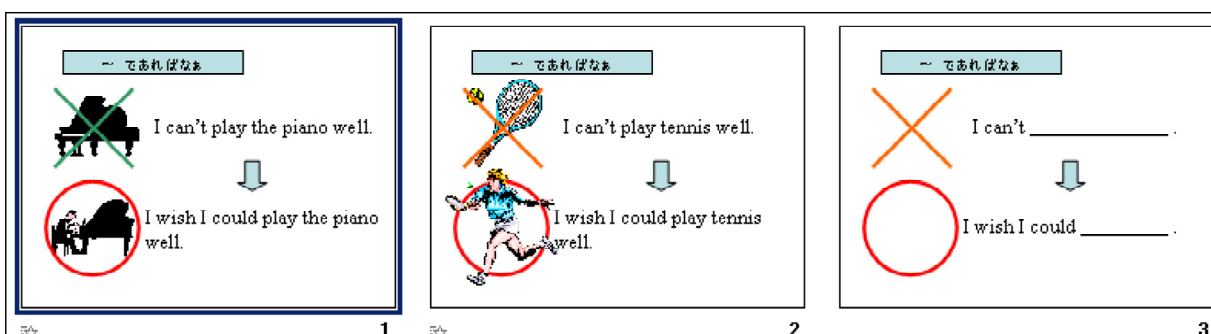 ～ であればなぁ
I can't play the piano well.
I wish I could play the piano
well.
1
～ であればなぁ
I can't play tennis well.
I wish I could play tennis
well.
2
～ であればなぁ
I can't ______________ .
I wish I could _________ .
3